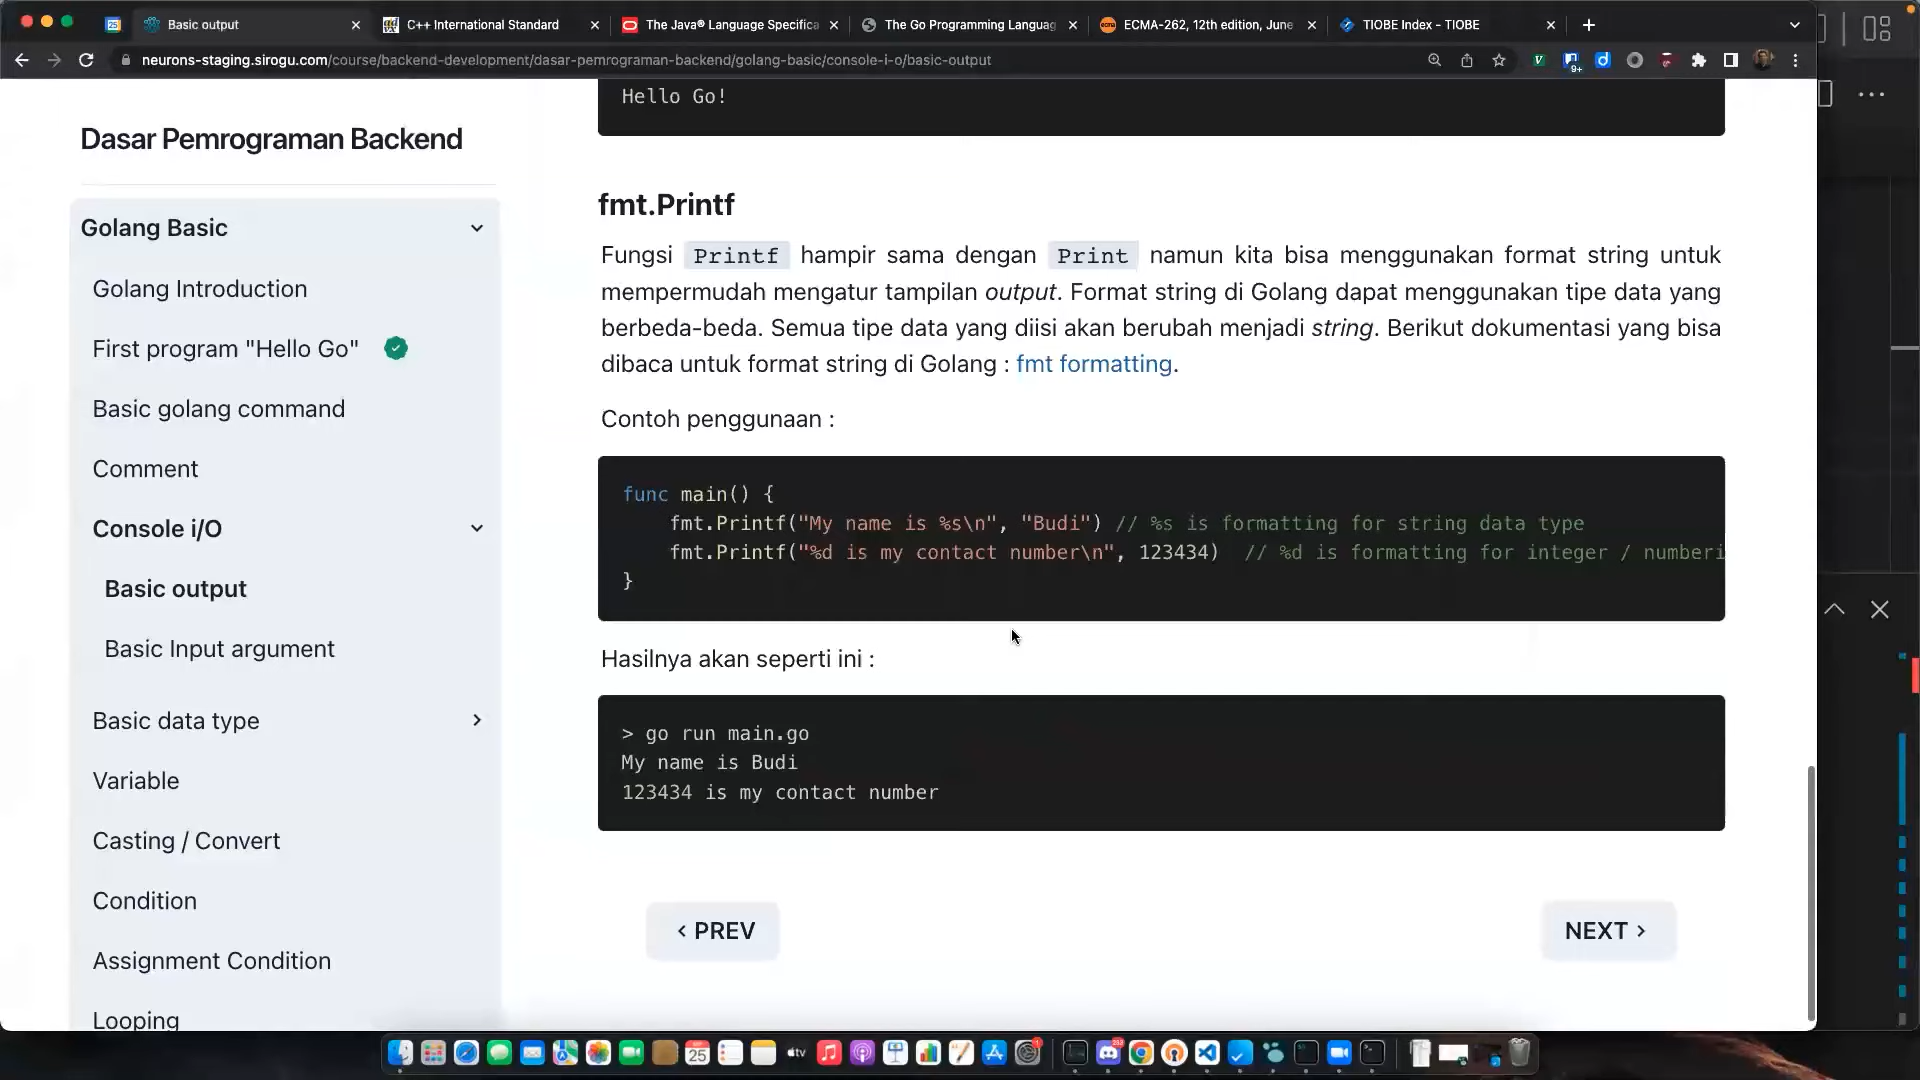 Basic output
C++ International Standard
The Java® Language Specifica
The Go Programming Languag
ECMA-262, 12th edition, June
TIOBE Index - TIOBE
neurons-staging.sirogu.com/course/backend-development/dasar-pemrograman-backend/golang-basic/console-i-o/basic-output
Dasar Pemrograman Backend
Golang Basic
Golang Introduction
First program "Hello Go"
Basic golang command
Comment
Console i/O
Basic output
Basic Input argument
Basic data type
Variable
Casting / Convert
Condition
Assignment Condition
Looping
Hello Go!
fmt.Printf
Fungsi Printf hampir sama dengan Print namun kita bisa menggunakan format string untuk
mempermudah mengatur tampilan output. Format string di Golang dapat menggunakan tipe data yang
berbeda-beda. Semua tipe data yang diisi akan berubah menjadi string. Berikut dokumentasi yang bisa
dibaca untuk format string di Golang : fmt formatting.
Contoh penggunaan :
func main() {
    fmt.Printf("My name is %s\n", "Budi") // %s is formatting for string data type
    fmt.Printf("%d is my contact number\n", 123434)  // %d is formatting for integer / numberi
}
Hasilnya akan seperti ini :
> go run main.go
My name is Budi
123434 is my contact number
‹ PREV
NEXT ›